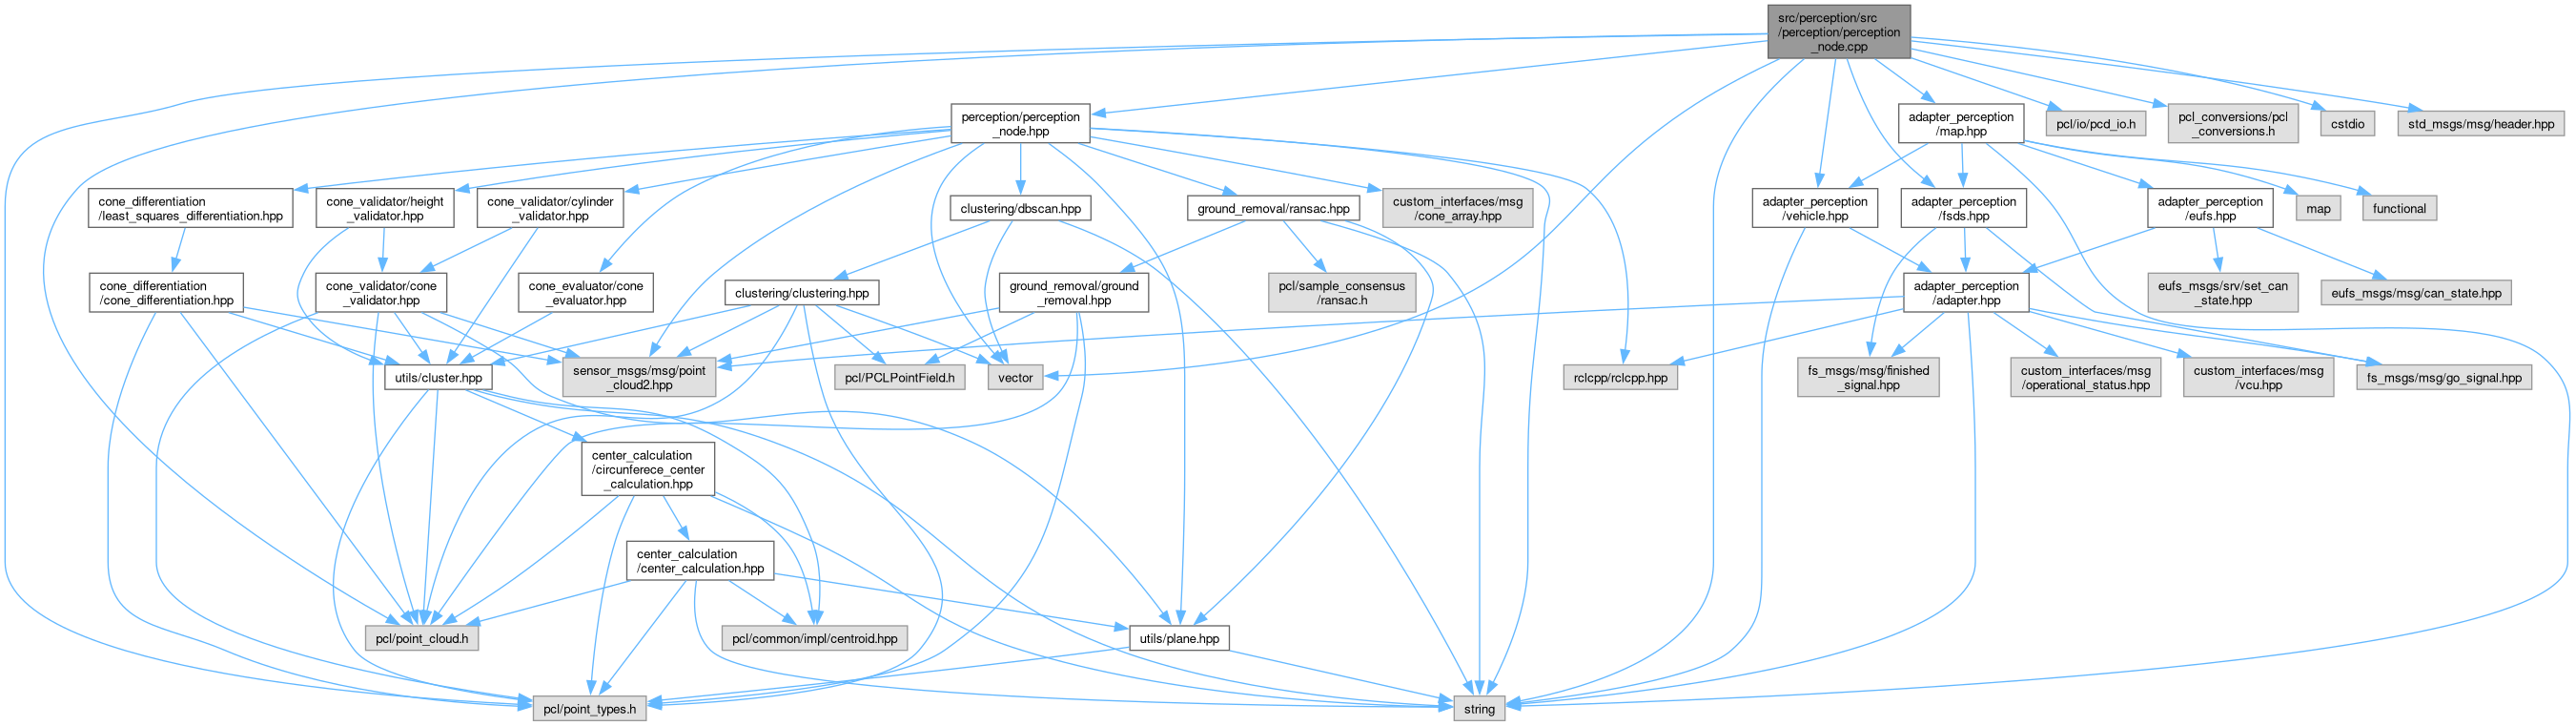 src/perception/src
/perception/perception
_node.cpp
perception/perception
_node.hpp
adapter_perception
/map.hpp
pcl/io/pcd_io.h
pcl_conversions/pcl
_conversions.h
cstdio
std_msgs/msg/header.hpp
cone_differentiation
/least_squares_differentiation.hpp
cone_validator/height
_validator.hpp
cone_validator/cylinder
_validator.hpp
clustering/dbscan.hpp
ground_removal/ransac.hpp
custom_interfaces/msg
/cone_array.hpp
adapter_perception
/vehicle.hpp
adapter_perception
/fsds.hpp
adapter_perception
/eufs.hpp
map
functional
cone_differentiation
/cone_differentiation.hpp
cone_validator/cone
_validator.hpp
cone_evaluator/cone
_evaluator.hpp
clustering/clustering.hpp
ground_removal/ground
_removal.hpp
pcl/sample_consensus
/ransac.h
adapter_perception
/adapter.hpp
eufs_msgs/srv/set_can
_state.hpp
eufs_msgs/msg/can_state.hpp
utils/cluster.hpp
sensor_msgs/msg/point
_cloud2.hpp
pcl/PCLPointField.h
vector
rclcpp/rclcpp.hpp
fs_msgs/msg/finished
_signal.hpp
custom_interfaces/msg
/operational_status.hpp
custom_interfaces/msg
/vcu.hpp
fs_msgs/msg/go_signal.hpp
center_calculation
/circunferece_center
_calculation.hpp
center_calculation
/center_calculation.hpp
pcl/point_cloud.h
pcl/common/impl/centroid.hpp
utils/plane.hpp
pcl/point_types.h
string